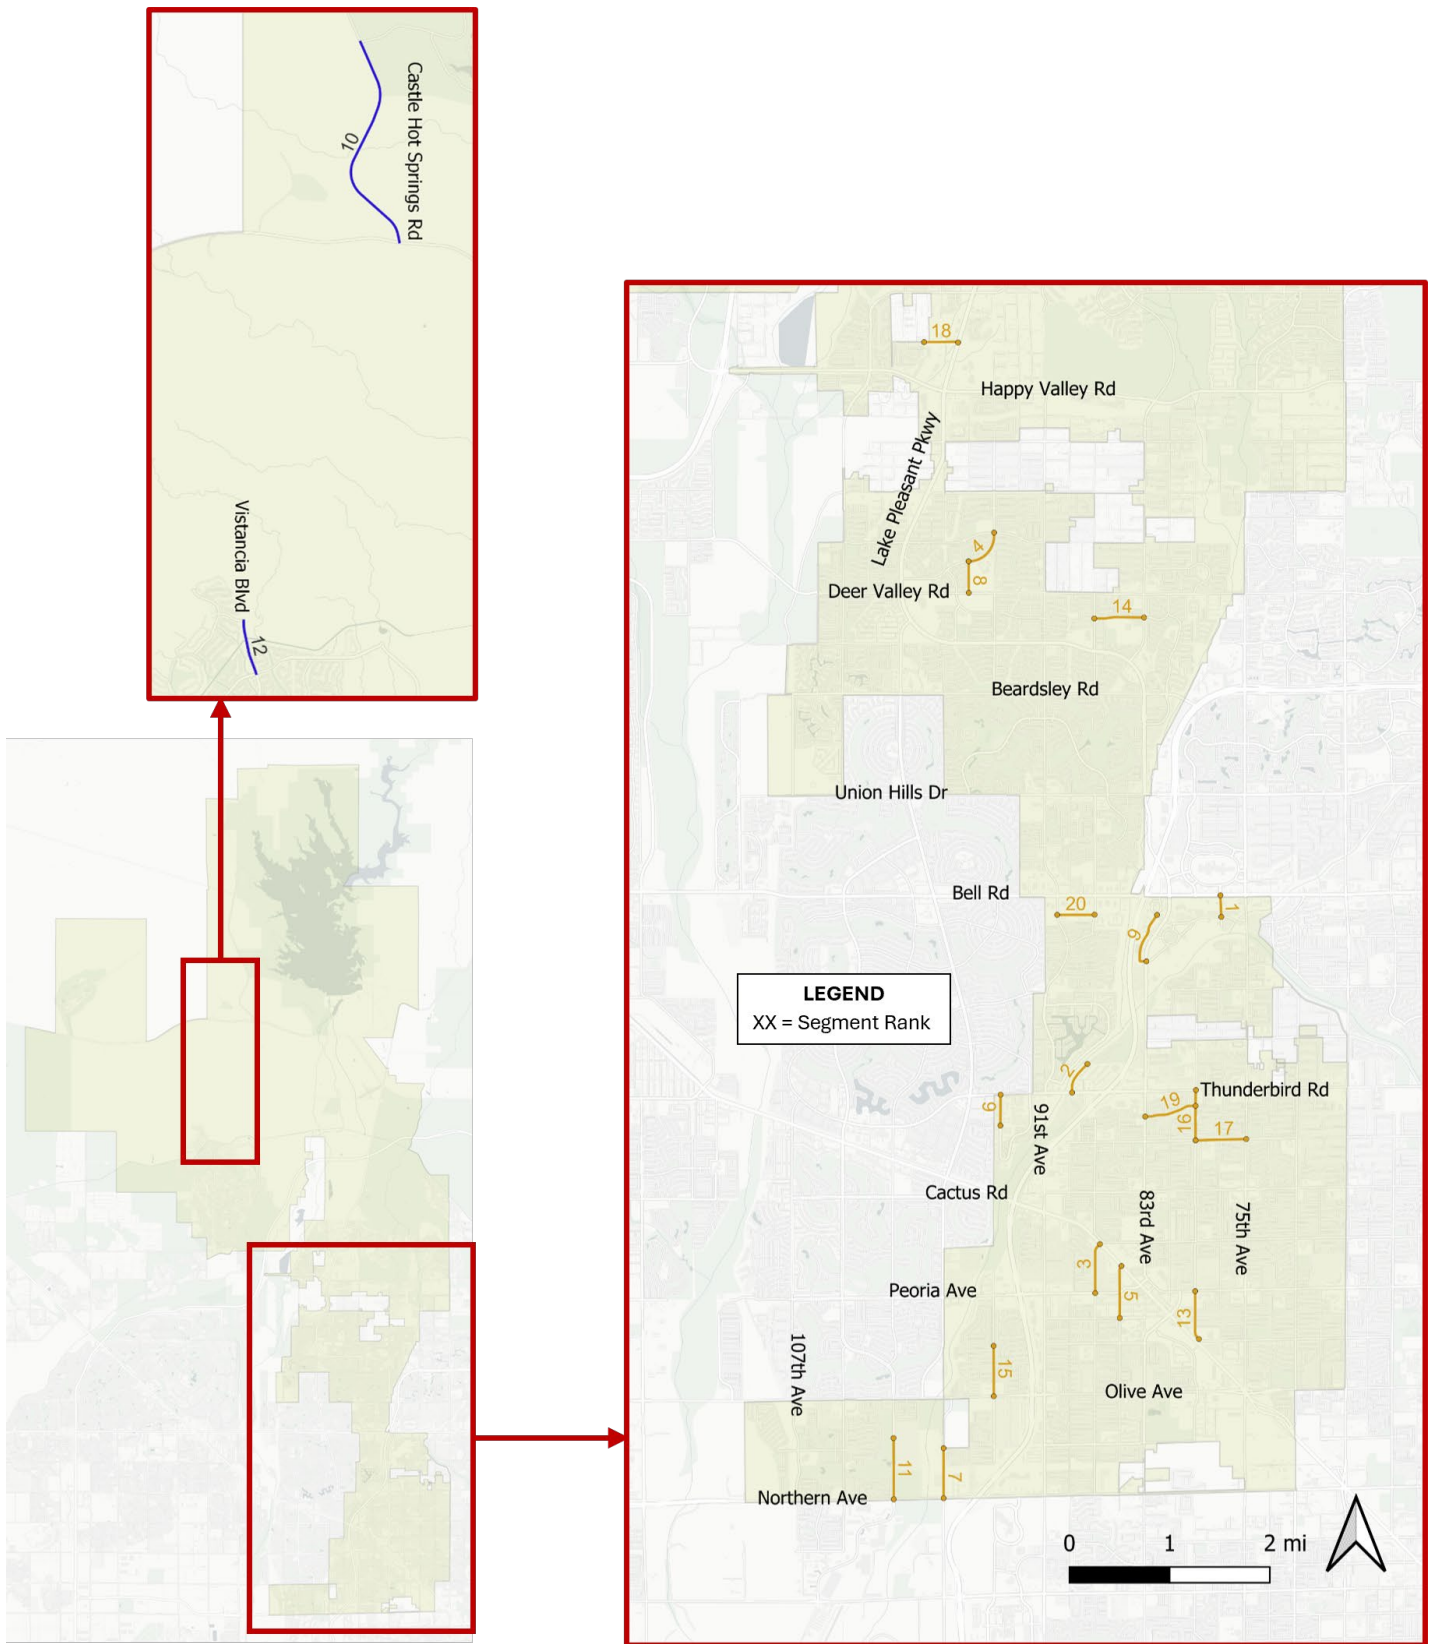 Castle Hot Springs Rd
10
Vistancia Blvd
12
18
Happy Valley Rd
Lake Pleasant Pkwy
4
8
Deer Valley Rd
14
Beardsley Rd
Union Hills Dr
Bell Rd
20
1
9
LEGEND
XX = Segment Rank
2
6
91st Ave
Thunderbird Rd
19
16
17
Cactus Rd
83rd Ave
75th Ave
3
5
Peoria Ave
13
107th Ave
15
Olive Ave
11
7
Northern Ave
0 1 2 mi